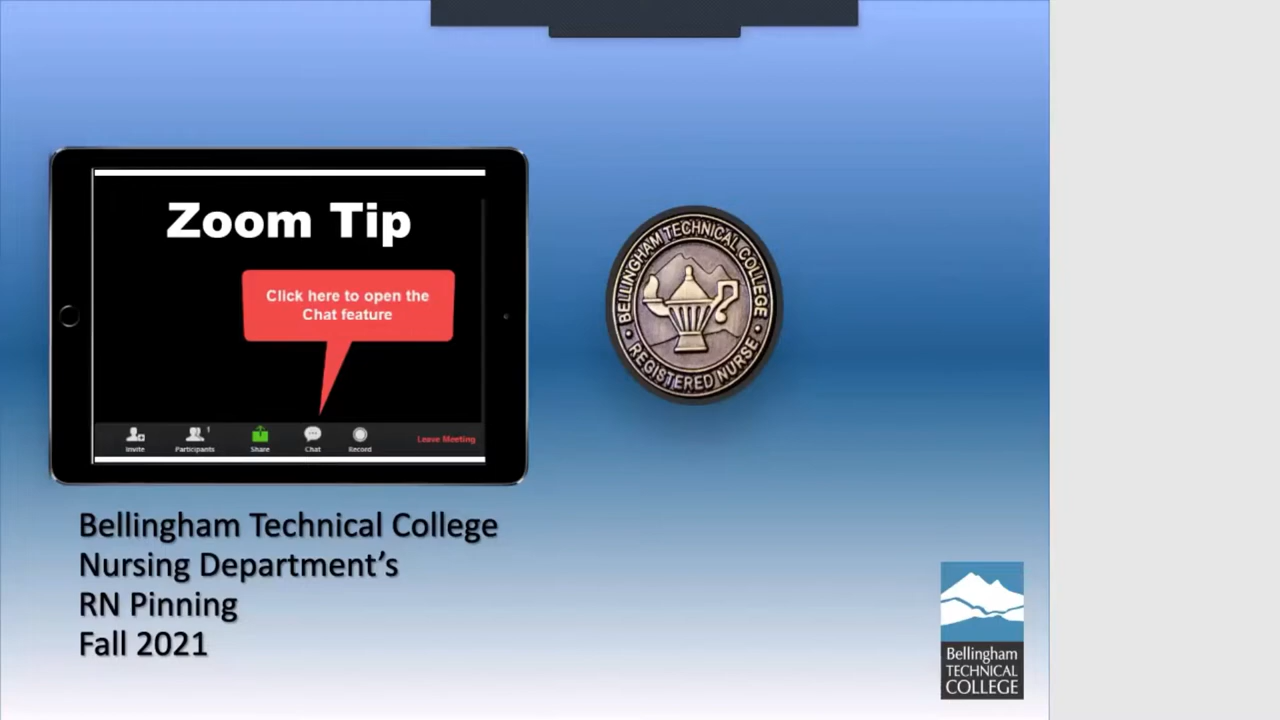 Zoom Tip
Click here to open the
Chat feature
Invite
Participants
1
Share
Chat
Record
Leave Meeting
BELLINGHAM TECHNICAL COLLEGE
• REGISTERED NURSE •
Bellingham Technical College
Nursing Department’s
RN Pinning
Fall 2021
Bellingham
TECHNICAL
COLLEGE